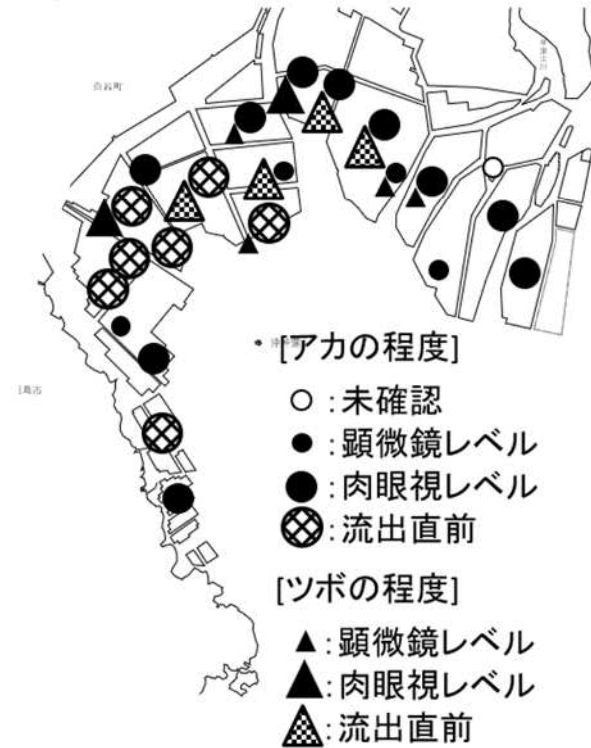 [アカの程度]
○:未確認
●:顕微鏡レベル
●:肉眼視レベル
:流出直前
[ツボの程度]
▲:顕微鏡レベル
▲:肉眼視レベル
:流出直前